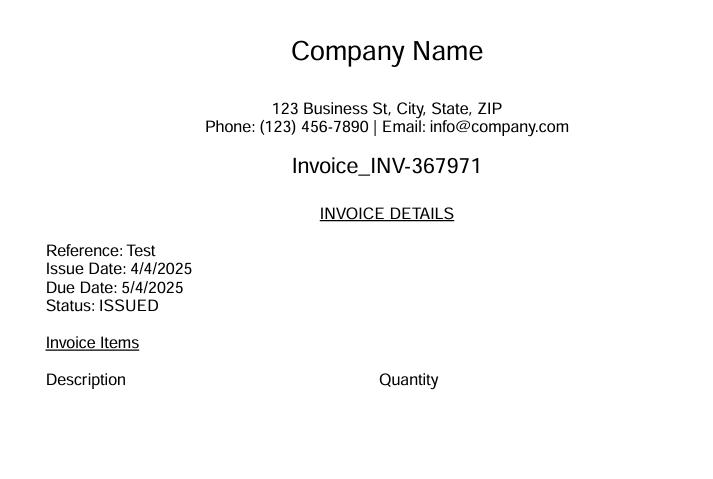 Company Name
123 Business St, City, State, ZIP
Phone: (123) 456-7890 | Email: info@company.com
Invoice_INV-367971
INVOICE DETAILS
Reference: Test
Issue Date: 4/4/2025
Due Date: 5/4/2025
Status: ISSUED
Invoice Items
Description Quantity